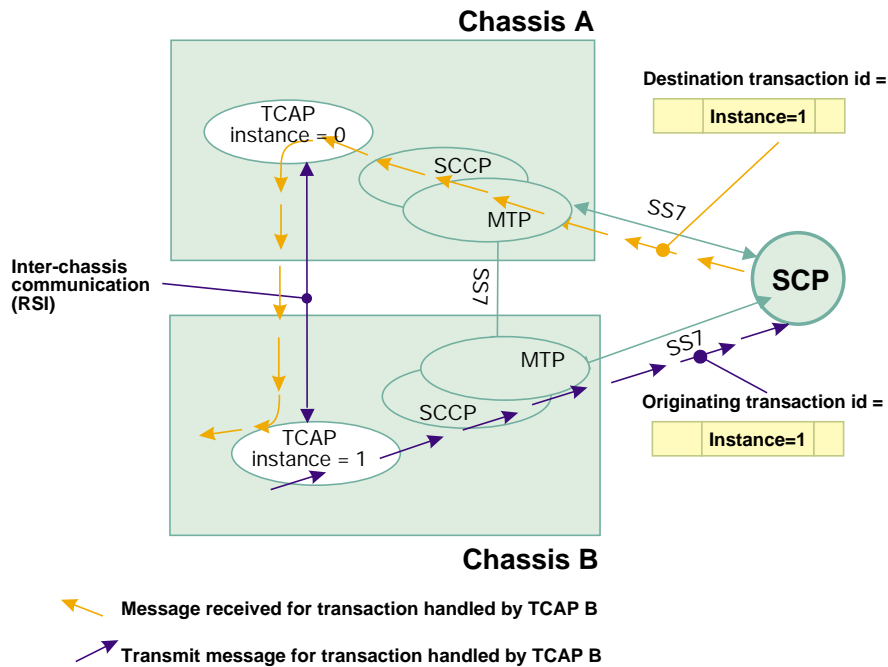 Chassis A
Destination transaction id =
Instance=1
TCAP
instance = 0
SCCP
MTP
SS7
SCP
Inter-chassis
communication
(RSI)
SS7
MTP
SS7
SCCP
TCAP
instance = 1
Originating transaction id =
Instance=1
Chassis B
Message received for transaction handled by TCAP B
Transmit message for transaction handled by TCAP B